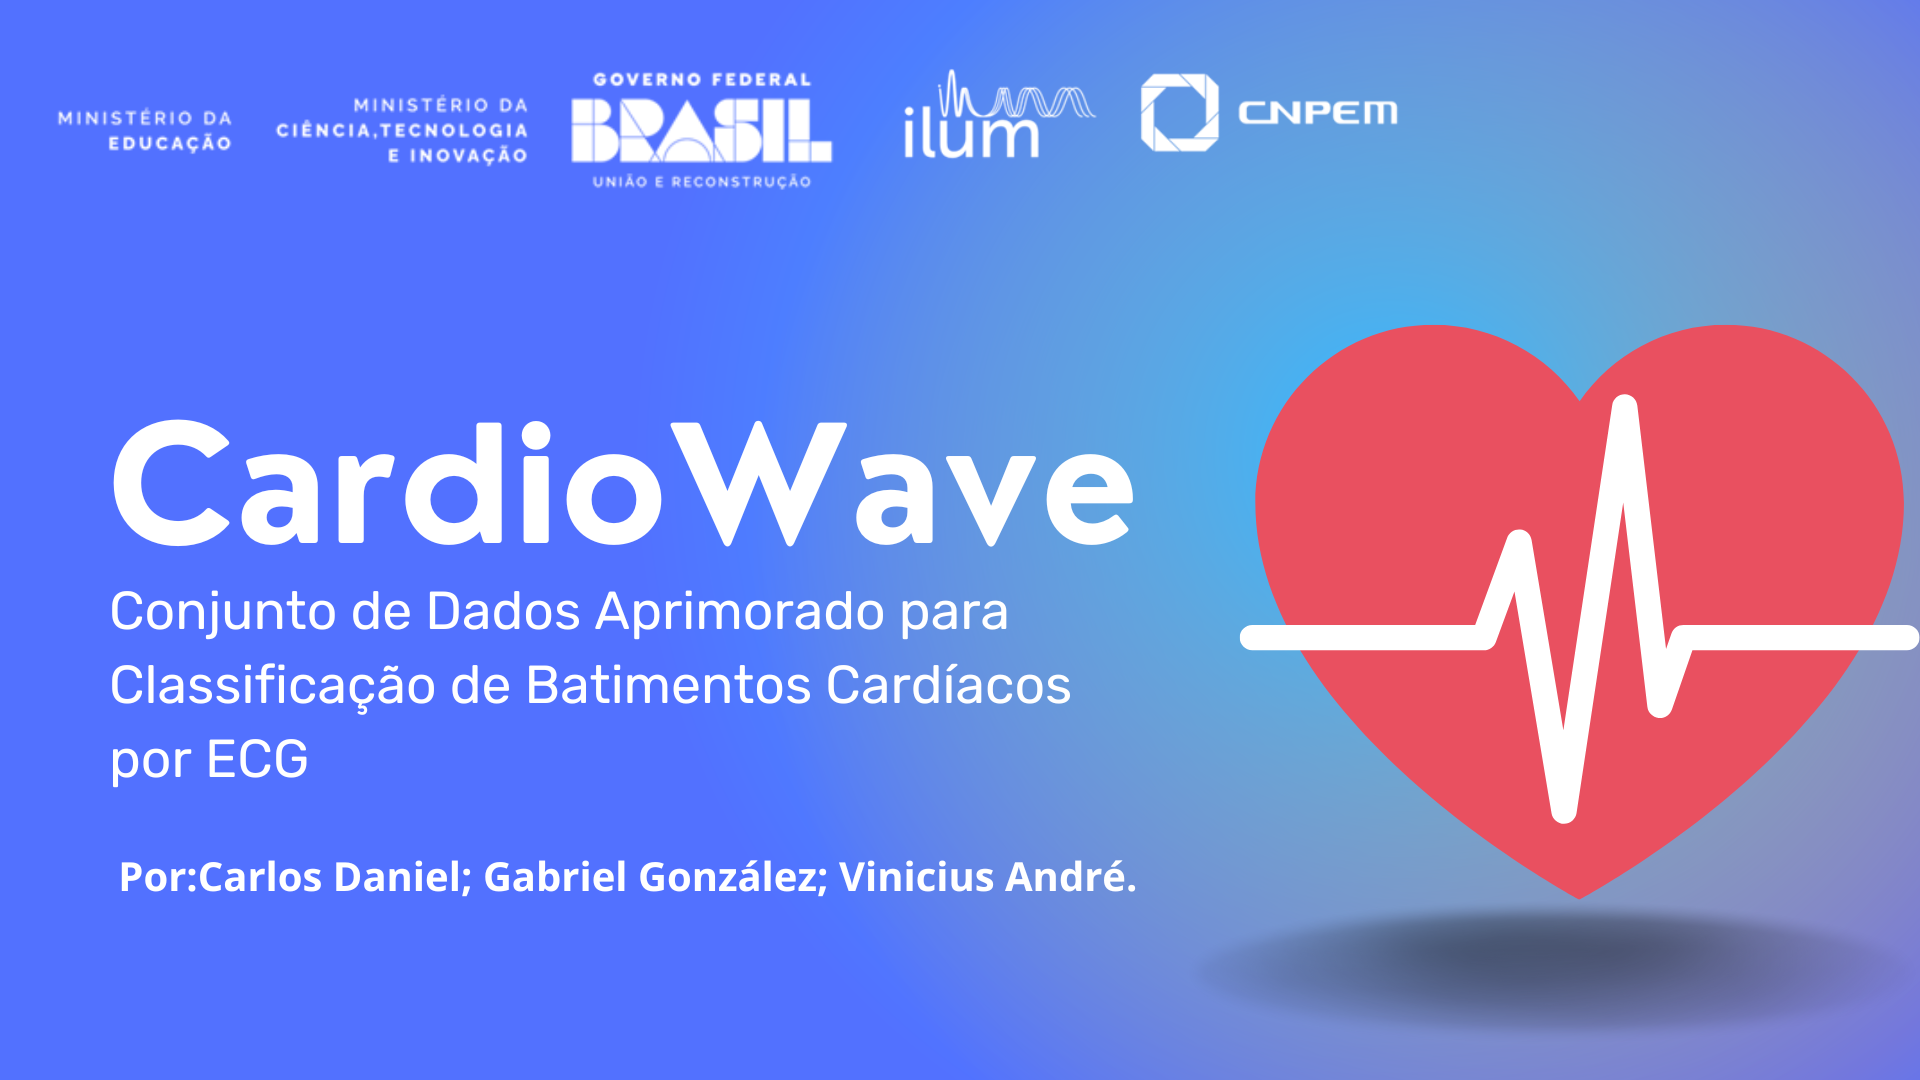 MINISTÉRIO DA
EDUCAÇÃO
MINISTÉRIO DA
CIÊNCIA,TECNOLOGIA
E INOVAÇÃO
GOVERNO FEDERAL
BRASIL
UNIÃO E RECONSTRUÇÃO
ilum
CNPEM
CardioWave
Conjunto de Dados Aprimorado para
Classificação de Batimentos Cardíacos
por ECG
Por:Carlos Daniel; Gabriel González; Vinicius André.